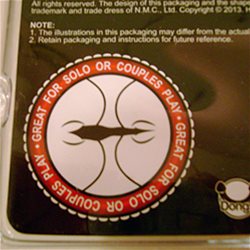 All rights reserved. The design of this packaging and the shap
trademark and trade dress of N.M.C., Ltd. Copyright © 2013. H
NOTE:
1. The illustrations in this packaging may differ from the actual
2. Retain packaging and instructions for future reference.
GREAT FOR SOLO OR COUPLES PLAY •
GREAT FOR SOLO OR COUPLES PLAY •
Dong